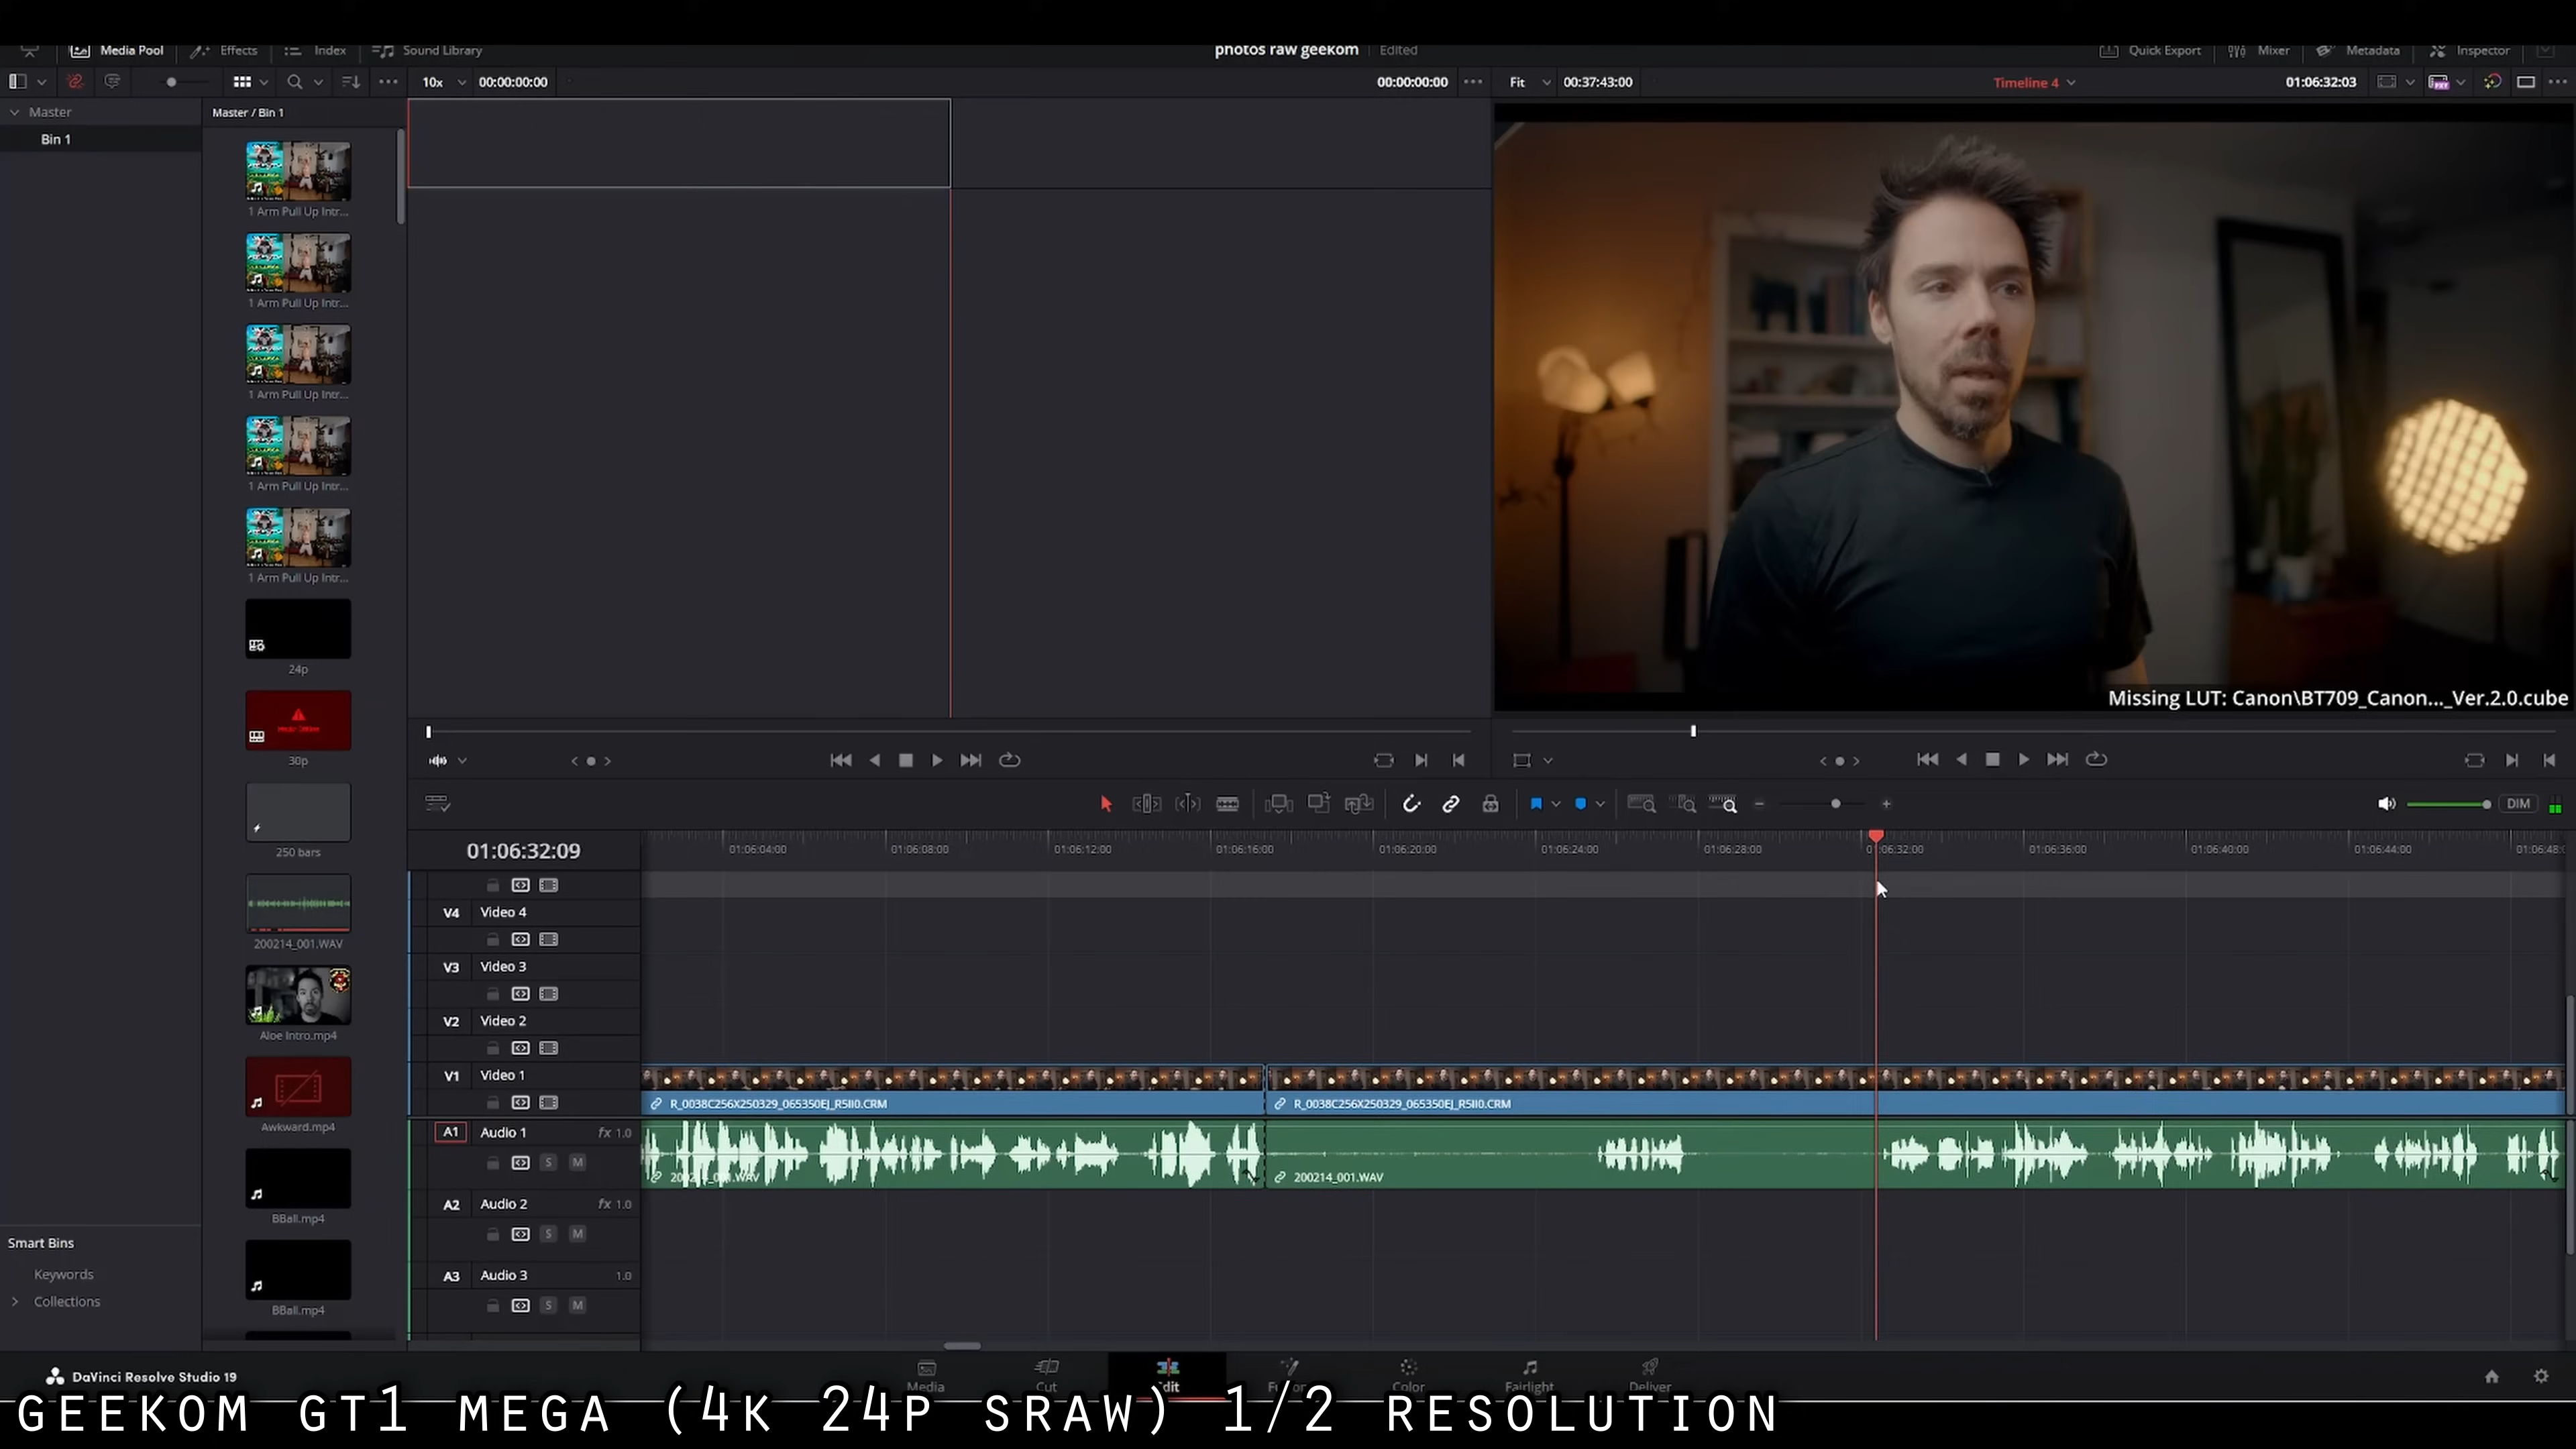 Media Pool
Effects
Index
Sound Library
photos raw geekom
Edited
Quick Export
Mixer
Metadata
Inspector
10x
00:00:00:00
00:00:00:00
Fit
00:37:43:00
Timeline 4
01:06:32:03
Master
Bin 1
Master / Bin 1
1 Arm Pull Up Intr...
1 Arm Pull Up Intr...
1 Arm Pull Up Intr...
1 Arm Pull Up Intr...
1 Arm Pull Up Intr...
24p
30p
250 bars
200214_001.WAV
Aloe Intro.mp4
Awkward.mp4
BBall.mp4
BBall.mp4
Smart Bins
Keywords
Collections
Missing LUT: Canon\BT709_Canon..._Ver.2.0.cube
DIM
01:06:32:09
01:06:04:00
01:06:08:00
01:06:12:00
01:06:16:00
01:06:20:00
01:06:24:00
01:06:28:00
01:06:32:00
01:06:36:00
01:06:40:00
01:06:44:00
V4 Video 4
V3 Video 3
V2 Video 2
V1 Video 1
R_0038C256X250329_065350EJ_R5II0.CRM
R_0038C256X250329_065350EJ_R5II0.CRM
A1 Audio 1 fx 1.0
S M
200214_001.WAV
200214_001.WAV
A2 Audio 2 fx 1.0
S M
A3 Audio 3 1.0
S M
DaVinci Resolve Studio 19
Media
Cut
Color
Fairlight
Deliver
GEEKOM GT1 MEGA (4K 24P SRAW) 1/2 RESOLUTION